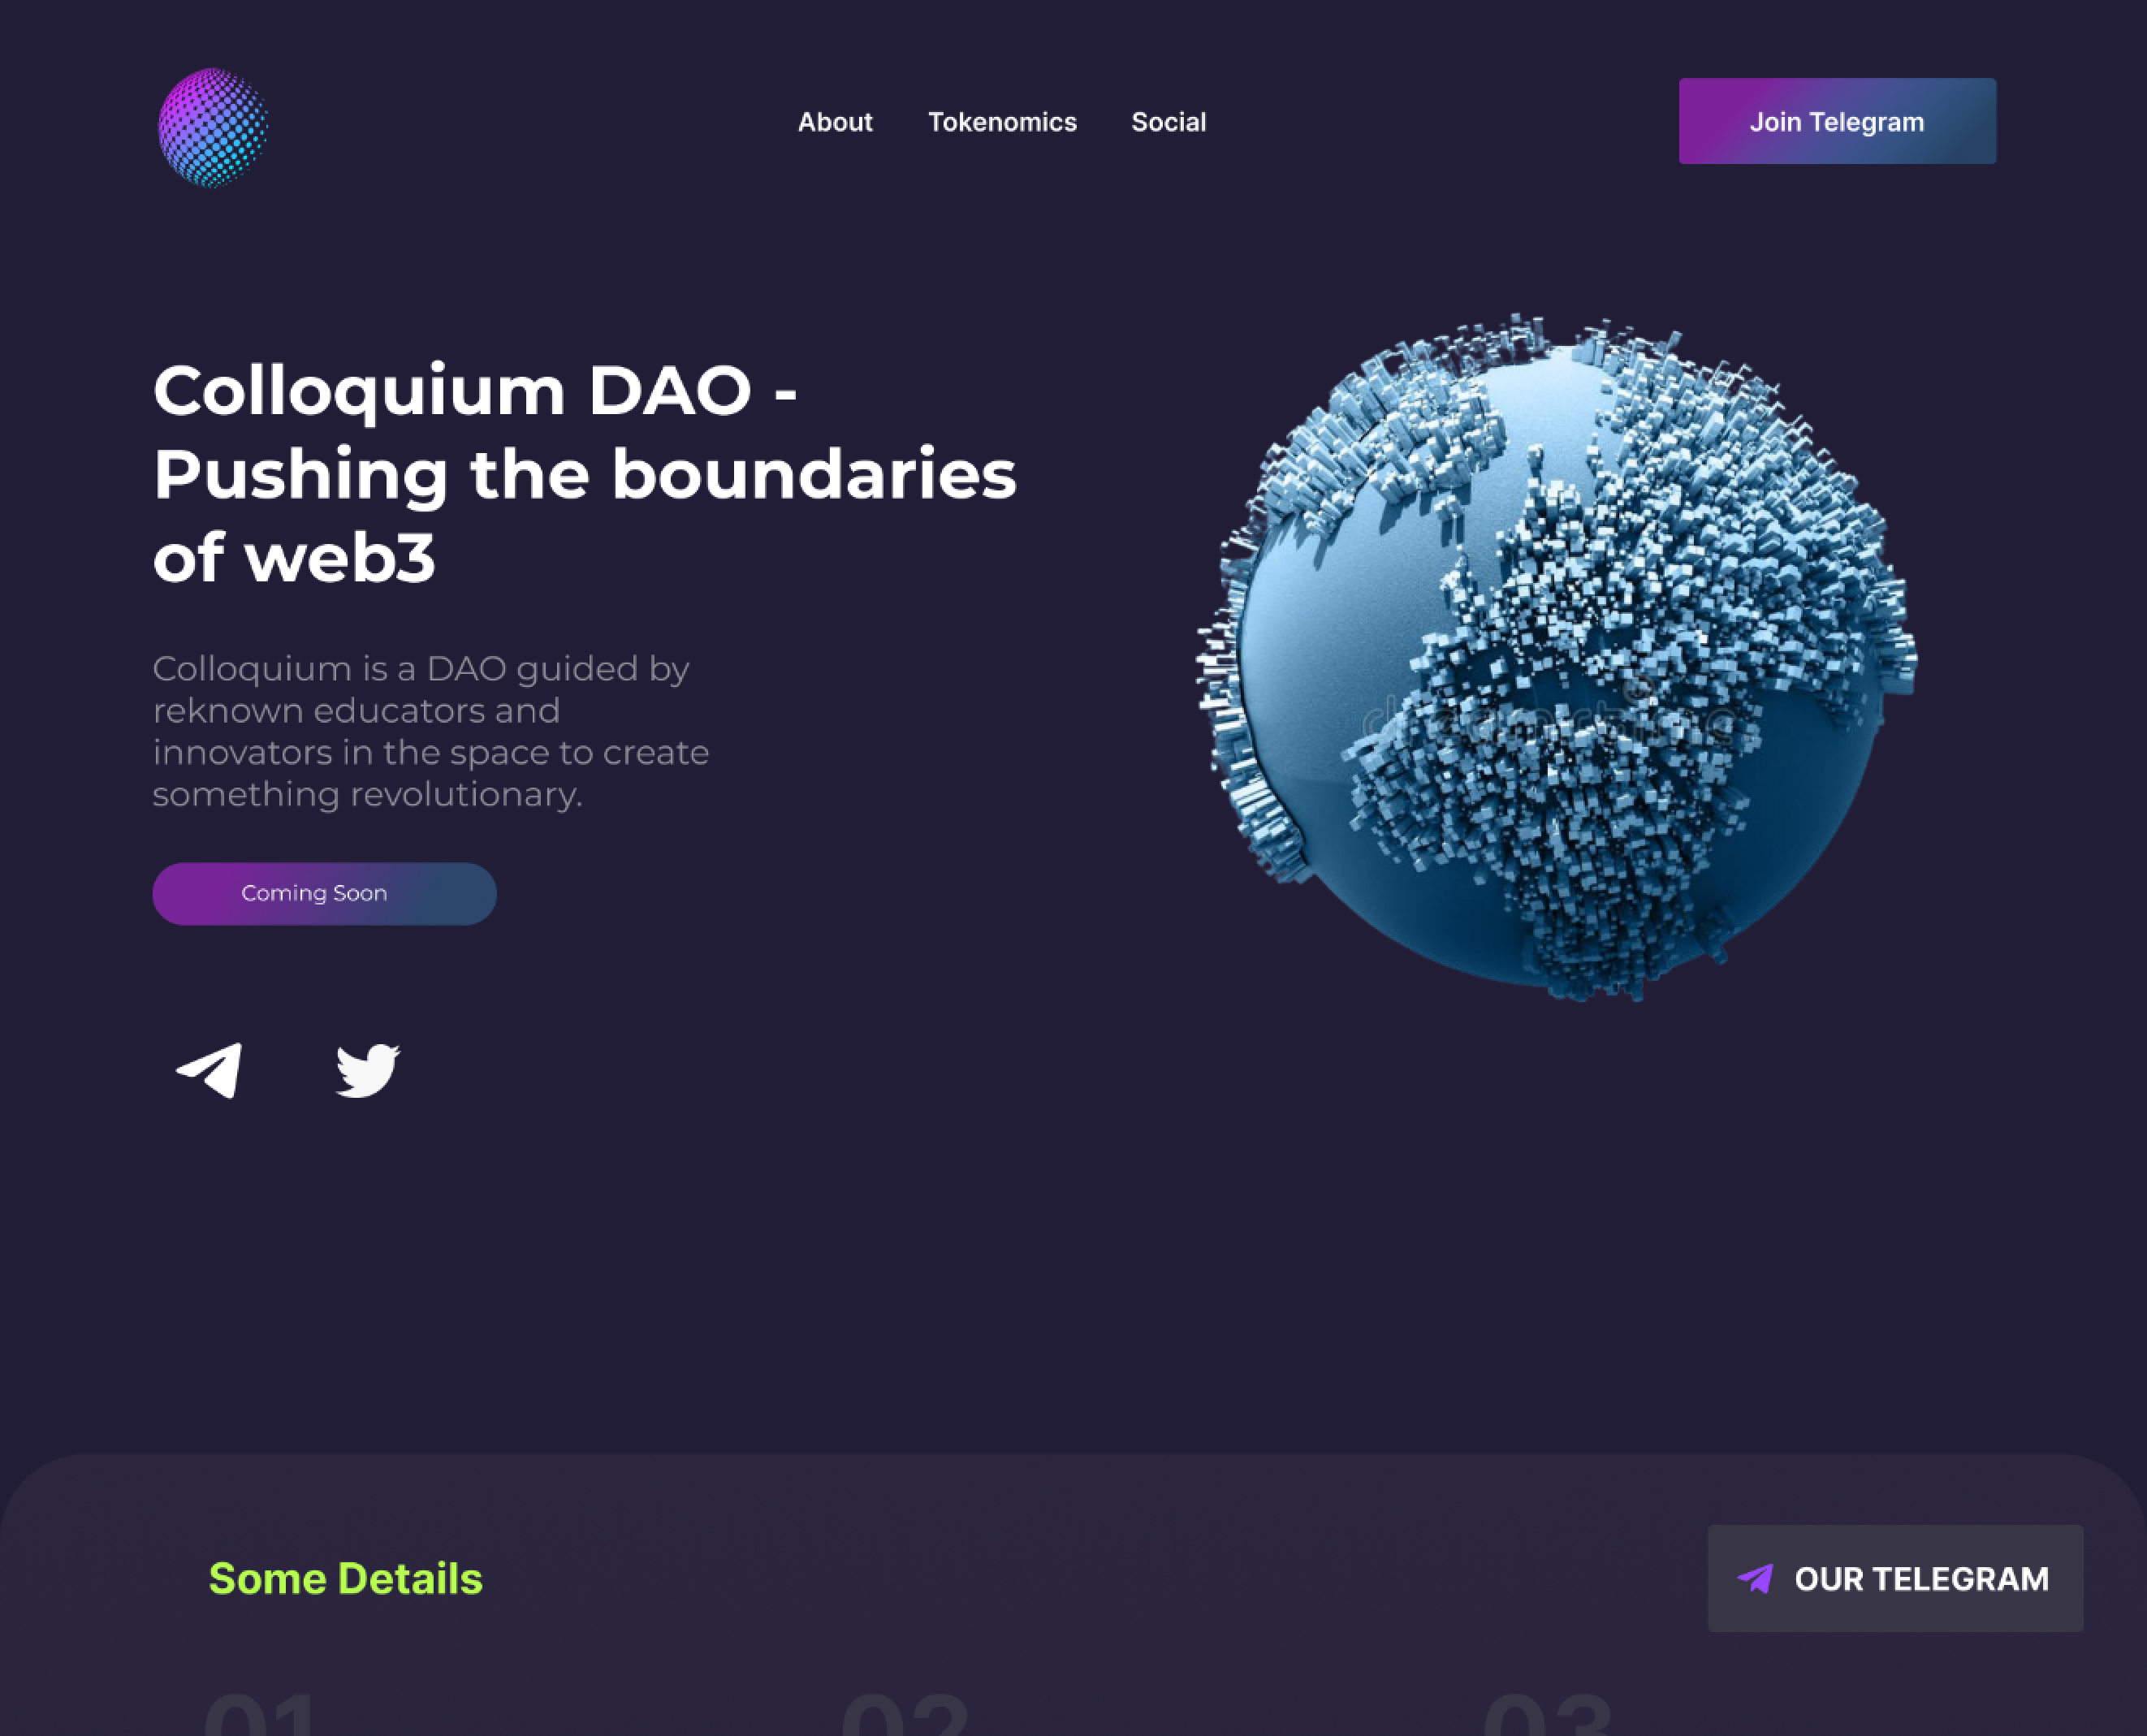 About Tokenomics Social
Join Telegram
Colloquium DAO -
Pushing the boundaries
of web3
Colloquium is a DAO guided by
reknown educators and
innovators in the space to create
something revolutionary.
Coming Soon
dreamstime
Some Details
OUR TELEGRAM
01 02 03